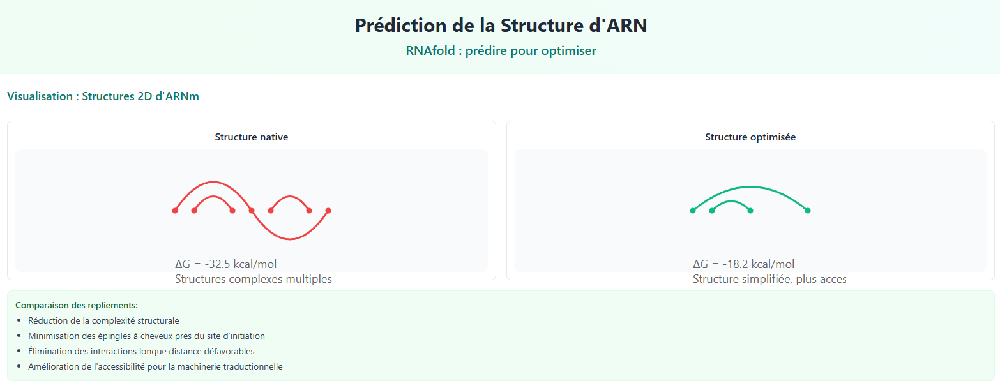 Prédiction de la Structure d'ARN
RNAfold : prédire pour optimiser
Visualisation : Structures 2D d'ARNm
Structure native
Structure optimisée
ΔG = -32.5 kcal/mol
Structures complexes multiples
ΔG = -18.2 kcal/mol
Structure simplifiée, plus acces
Comparaison des repliements:
• Réduction de la complexité structurale
• Minimisation des épingles à cheveux près du site d'initiation
• Élimination des interactions longue distance défavorables
• Amélioration de l'accessibilité pour la machinerie traductionnelle